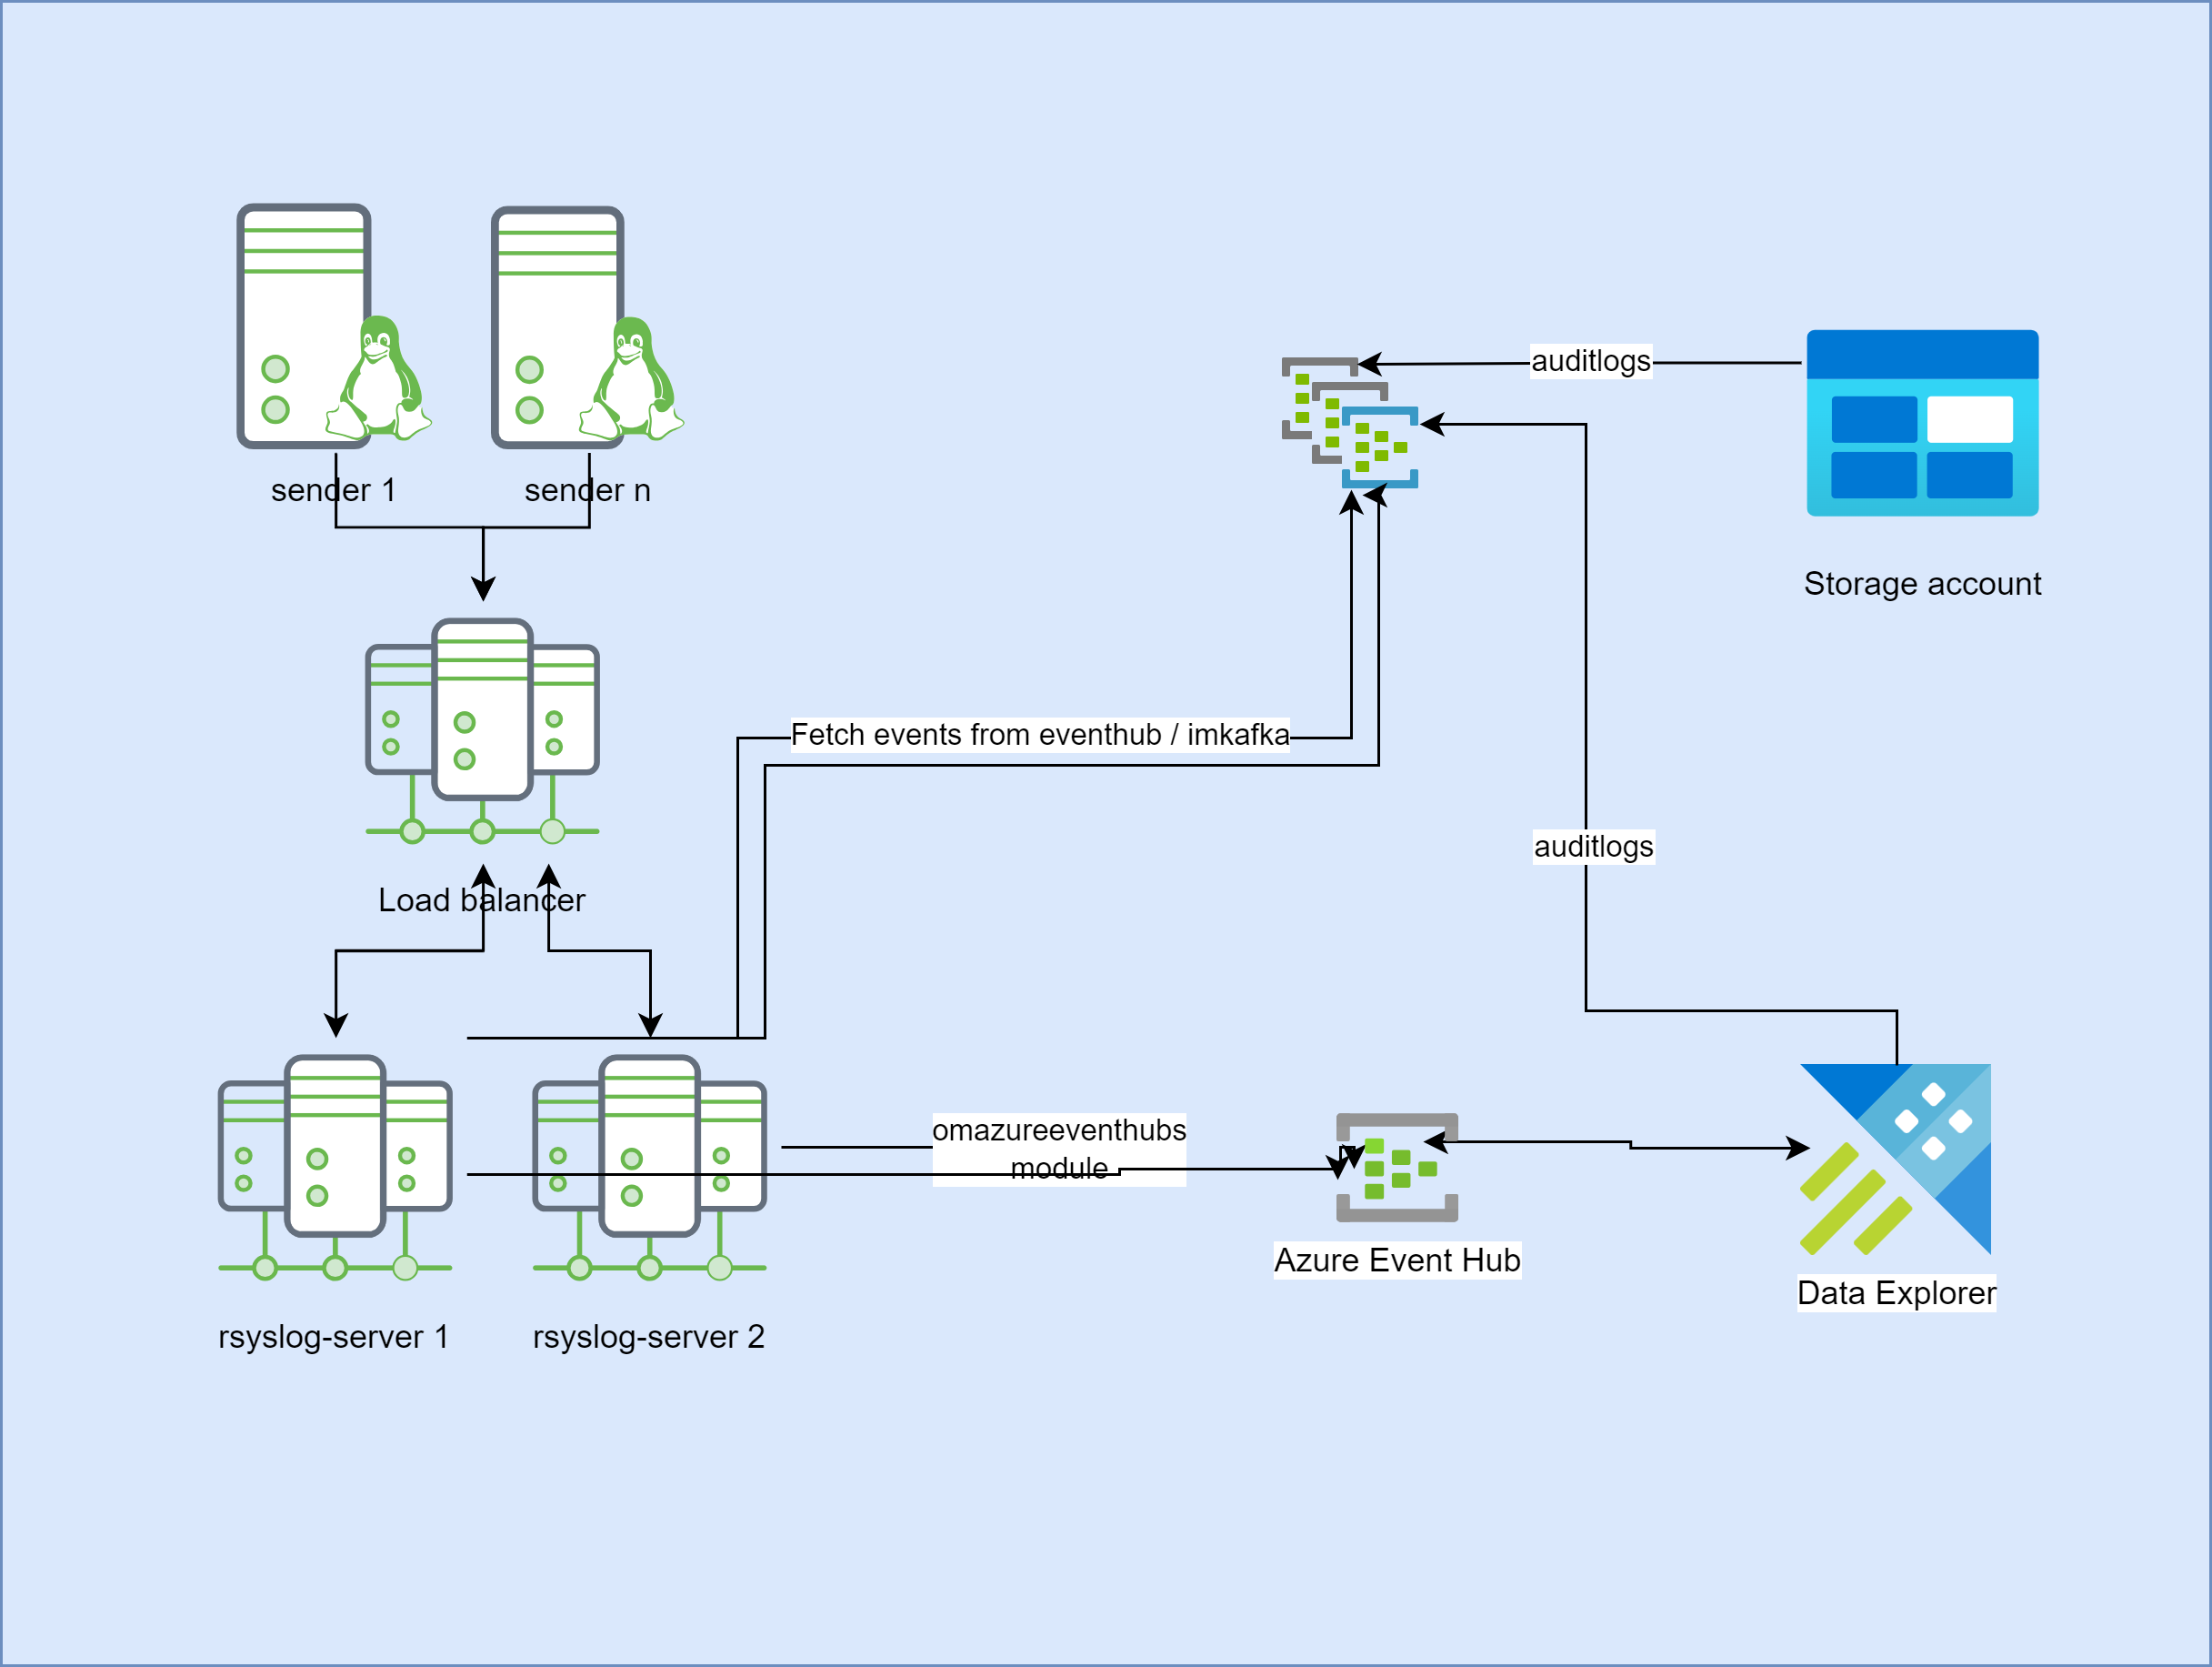 sender 1
sender n
auditlogs
Storage account
Fetch events from eventhub / imkafka
auditlogs
Load balancer
omazureeventhubs
module
Azure Event Hub
Data Explorer
rsyslog-server 1
rsyslog-server 2